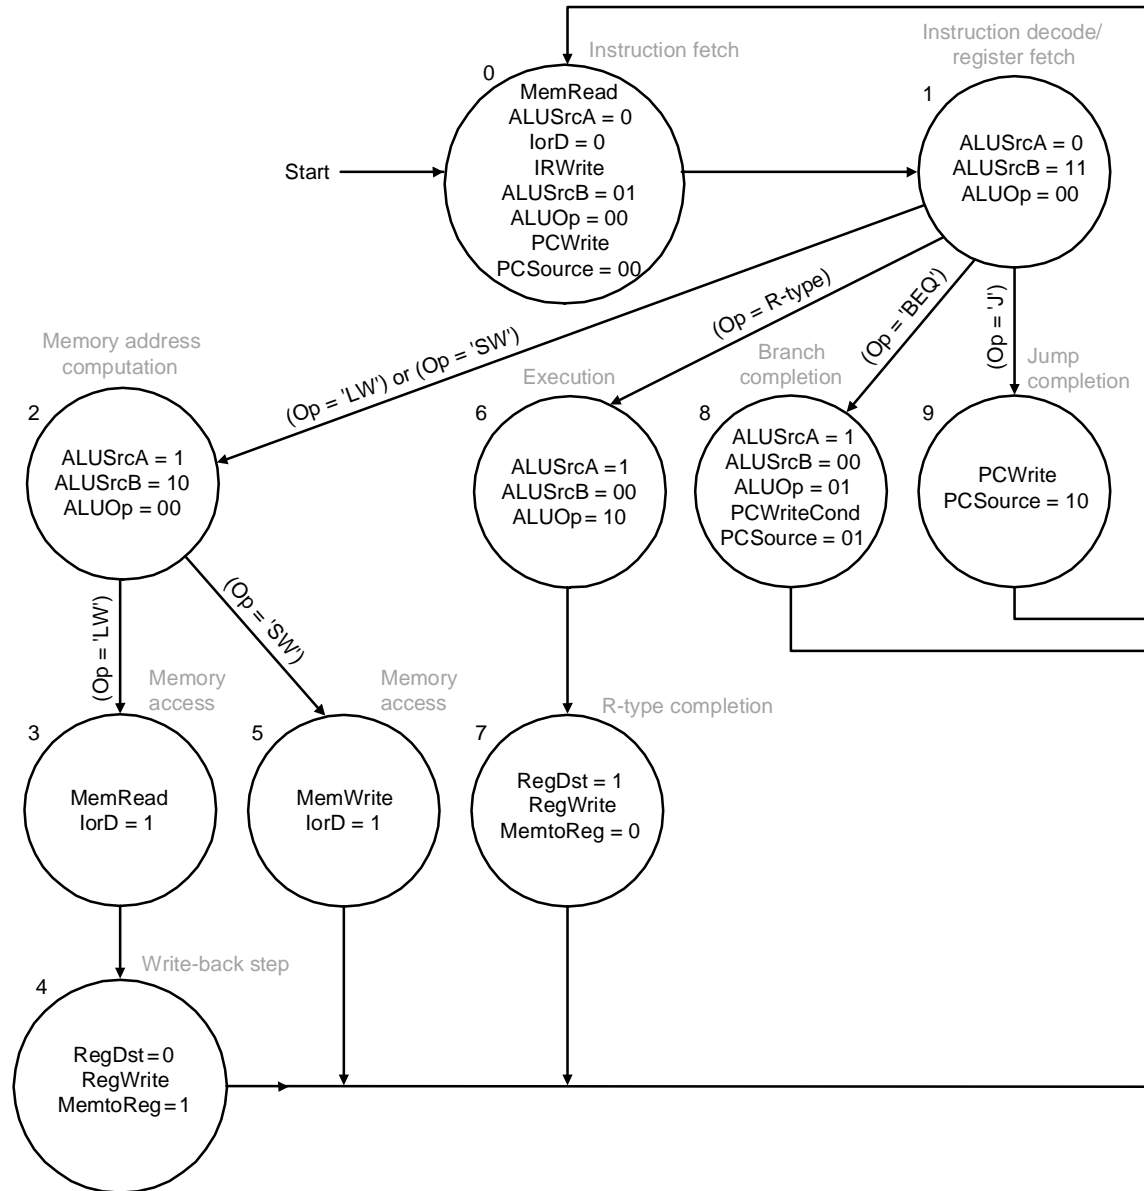 Instruction fetch
0
MemRead
ALUSrcA = 0
IorD = 0
IRWrite
ALUSrcB = 01
ALUOp = 00
PCWrite
PCSource = 00
Start
Instruction decode/
register fetch
1
ALUSrcA = 0
ALUSrcB = 11
ALUOp = 00
(Op = 'LW') or (Op = 'SW')
(Op = R-type)
(Op = 'BEQ')
(Op = 'J')
Memory address
computation
2
ALUSrcA = 1
ALUSrcB = 10
ALUOp = 00
Execution
6
ALUSrcA = 1
ALUSrcB = 00
ALUOp = 10
Branch
completion
8
ALUSrcA = 1
ALUSrcB = 00
ALUOp = 01
PCWriteCond
PCSource = 01
Jump
completion
9
PCWrite
PCSource = 10
(Op = 'LW')
(Op = 'SW')
Memory
access
3
MemRead
IorD = 1
Memory
access
5
MemWrite
IorD = 1
R-type completion
7
RegDst = 1
RegWrite
MemtoReg = 0
Write-back step
4
RegDst = 0
RegWrite
MemtoReg = 1